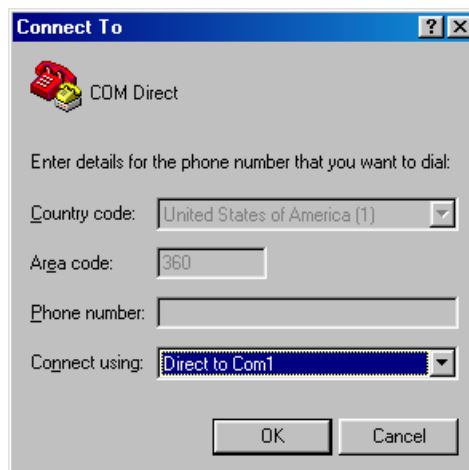 Connect To
COM Direct
Enter details for the phone number that you want to dial:
Country code: United States of America (1)
Area code: 360
Phone number:
Connect using: Direct to Com1
OK Cancel